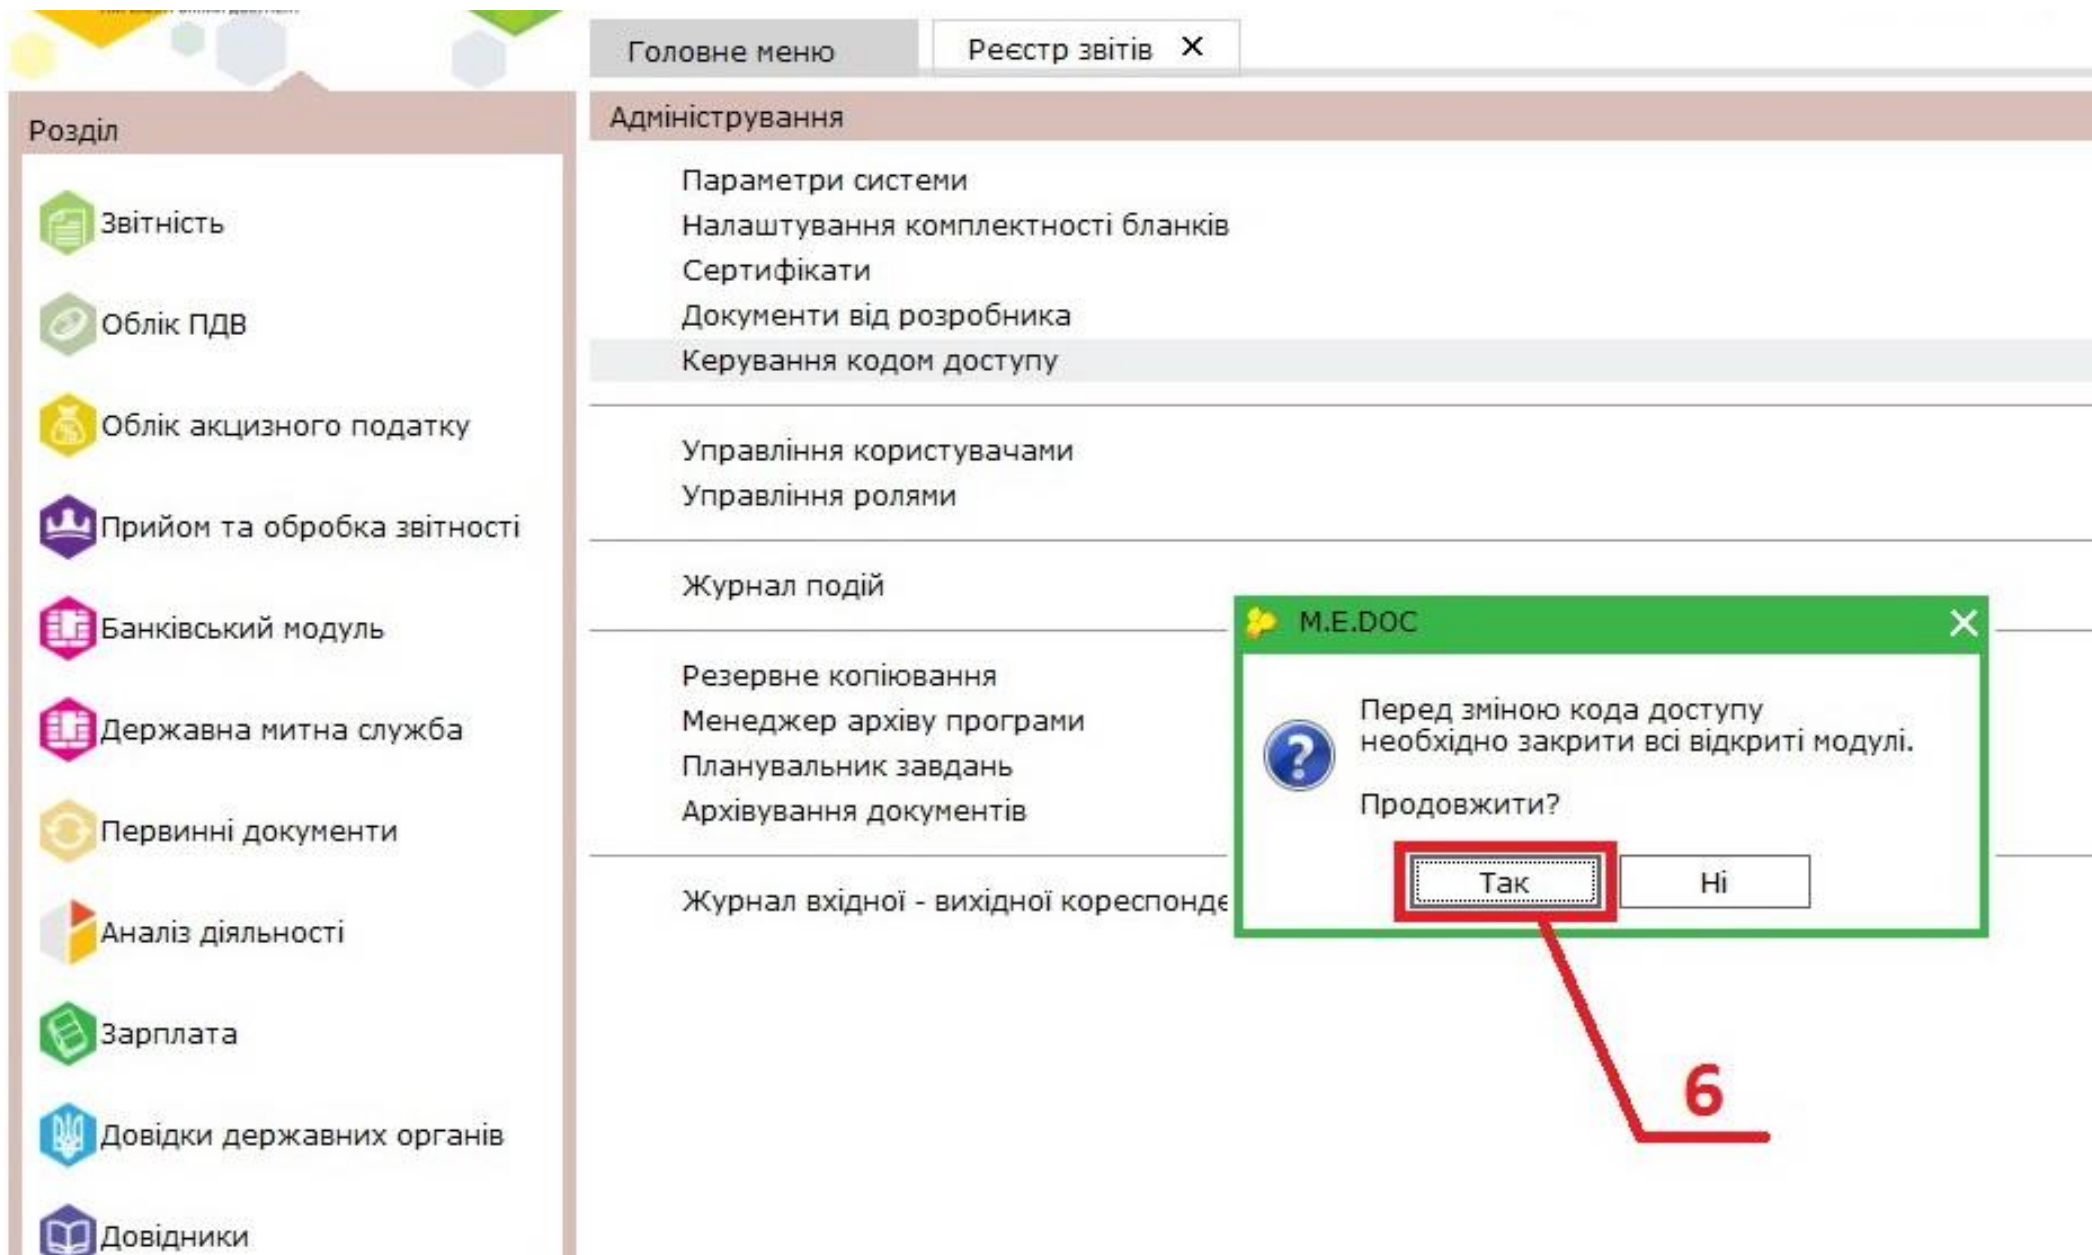 Головне меню
Реєстр звітів X
Розділ
Звітність
Облік ПДВ
Облік акцизного податку
Прийом та обробка звітності
Банківський модуль
Державна митна служба
Первинні документи
Аналіз діяльності
Зарплата
Довідки державних органів
Довідники
Адміністрування
Параметри системи
Налаштування комплектності бланків
Сертифікати
Документи від розробника
Керування кодом доступу
Управління користувачами
Управління ролями
Журнал подій
Резервне копіювання
Менеджер архіву програми
Планувальник завдань
Архівування документів
Журнал вхідної - вихідної кореспонде
M.E.DOC
Перед зміною кода доступу
необхідно закрити всі відкриті модулі.
Продовжити?
Так
Ні
6